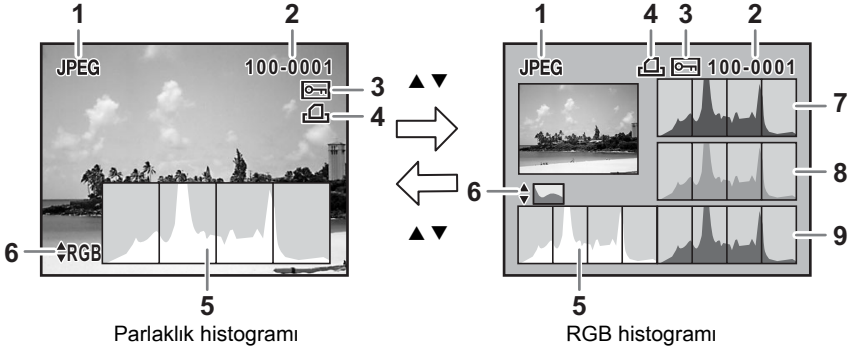 1 2
JPEG 100-0001
3
4
6 RGB
5
Parlaklık histogramı
▲▼
▲▼
1 4 3 2
JPEG 100-0001
7
8
6
9
5
RGB histogramı